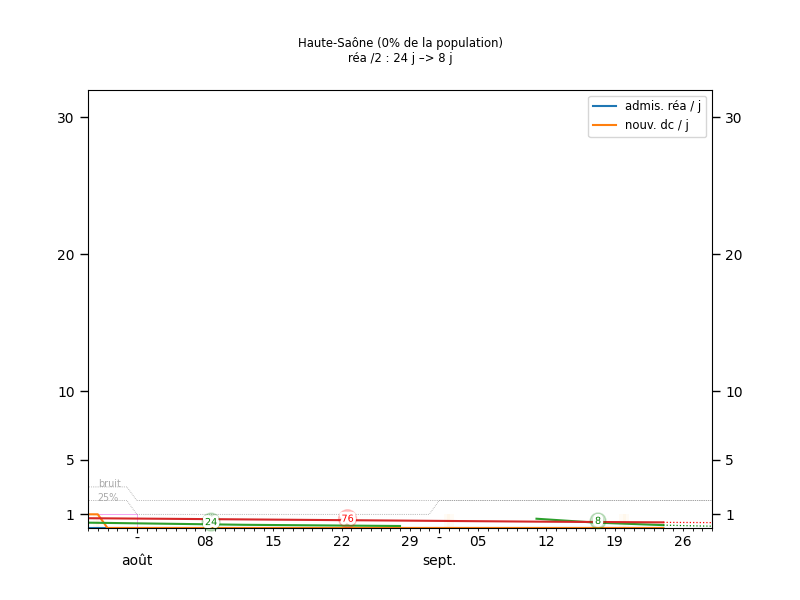 Haute-Saône (0% de la population)
réa /2 : 24 j –> 8 j
admis. réa / j
nouv. dc / j
30
30
20
20
10
10
5
5
bruit
25%
1
1
24
76
8
- 08 15 22 29 - 05 12 19 26
août sept.